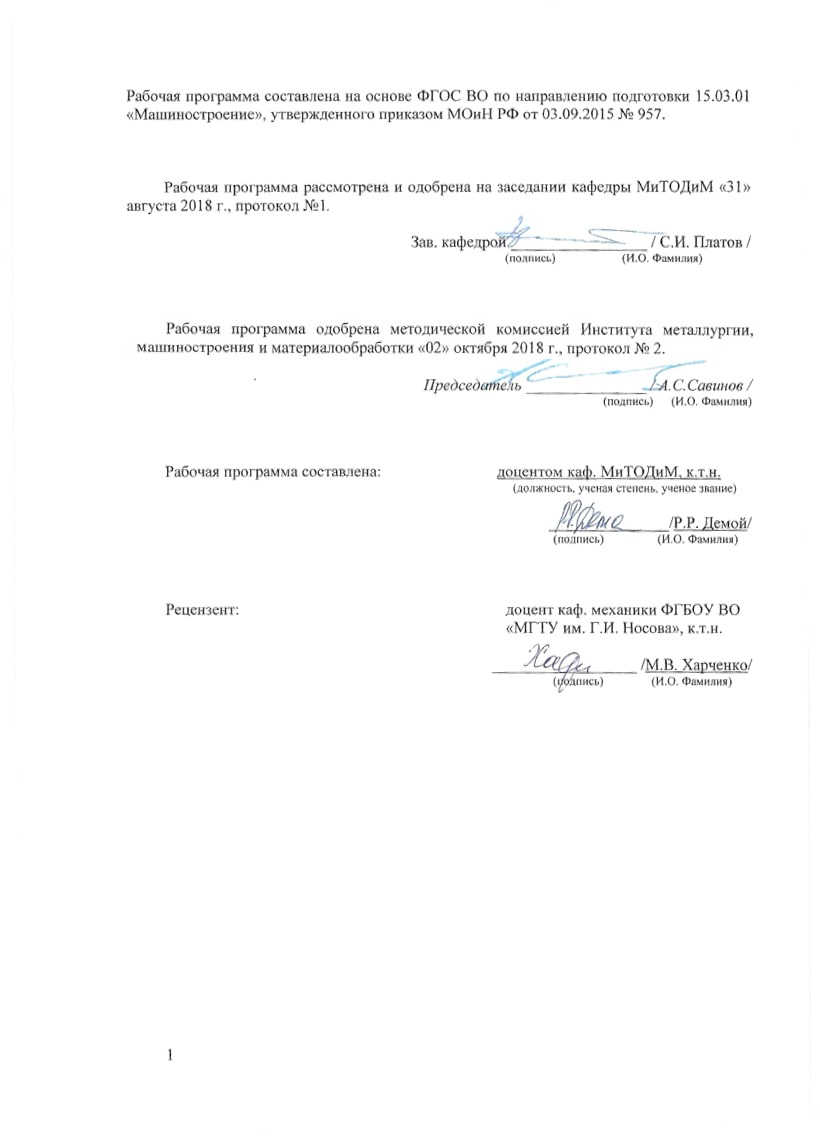 Рабочая программа составлена на основе ФГОС ВО по направлению подготовки 15.03.01
«Машиностроение», утвержденного приказом МОиН РФ от 03.09.2015 № 957.
Рабочая программа рассмотрена и одобрена на заседании кафедры МиТОДиМ «31»
августа 2018 г., протокол №1.
Зав. кафедрой / С.И. Платов /
(подпись) (И.О. Фамилия)
Рабочая программа одобрена методической комиссией Института металлургии,
машиностроения и материалообработки «02» октября 2018 г., протокол № 2.
Председатель / А.С.Савинов /
(подпись) (И.О. Фамилия)
Рабочая программа составлена: доцентом каф. МиТОДиМ, к.т.н.
(должность, ученая степень, ученое звание)
/Р.Р. Демой/
(подпись) (И.О. Фамилия)
Рецензент: доцент каф. механики ФГБОУ ВО
«МГТУ им. Г.И. Носова», к.т.н.
/М.В. Харченко/
(подпись) (И.О. Фамилия)
1